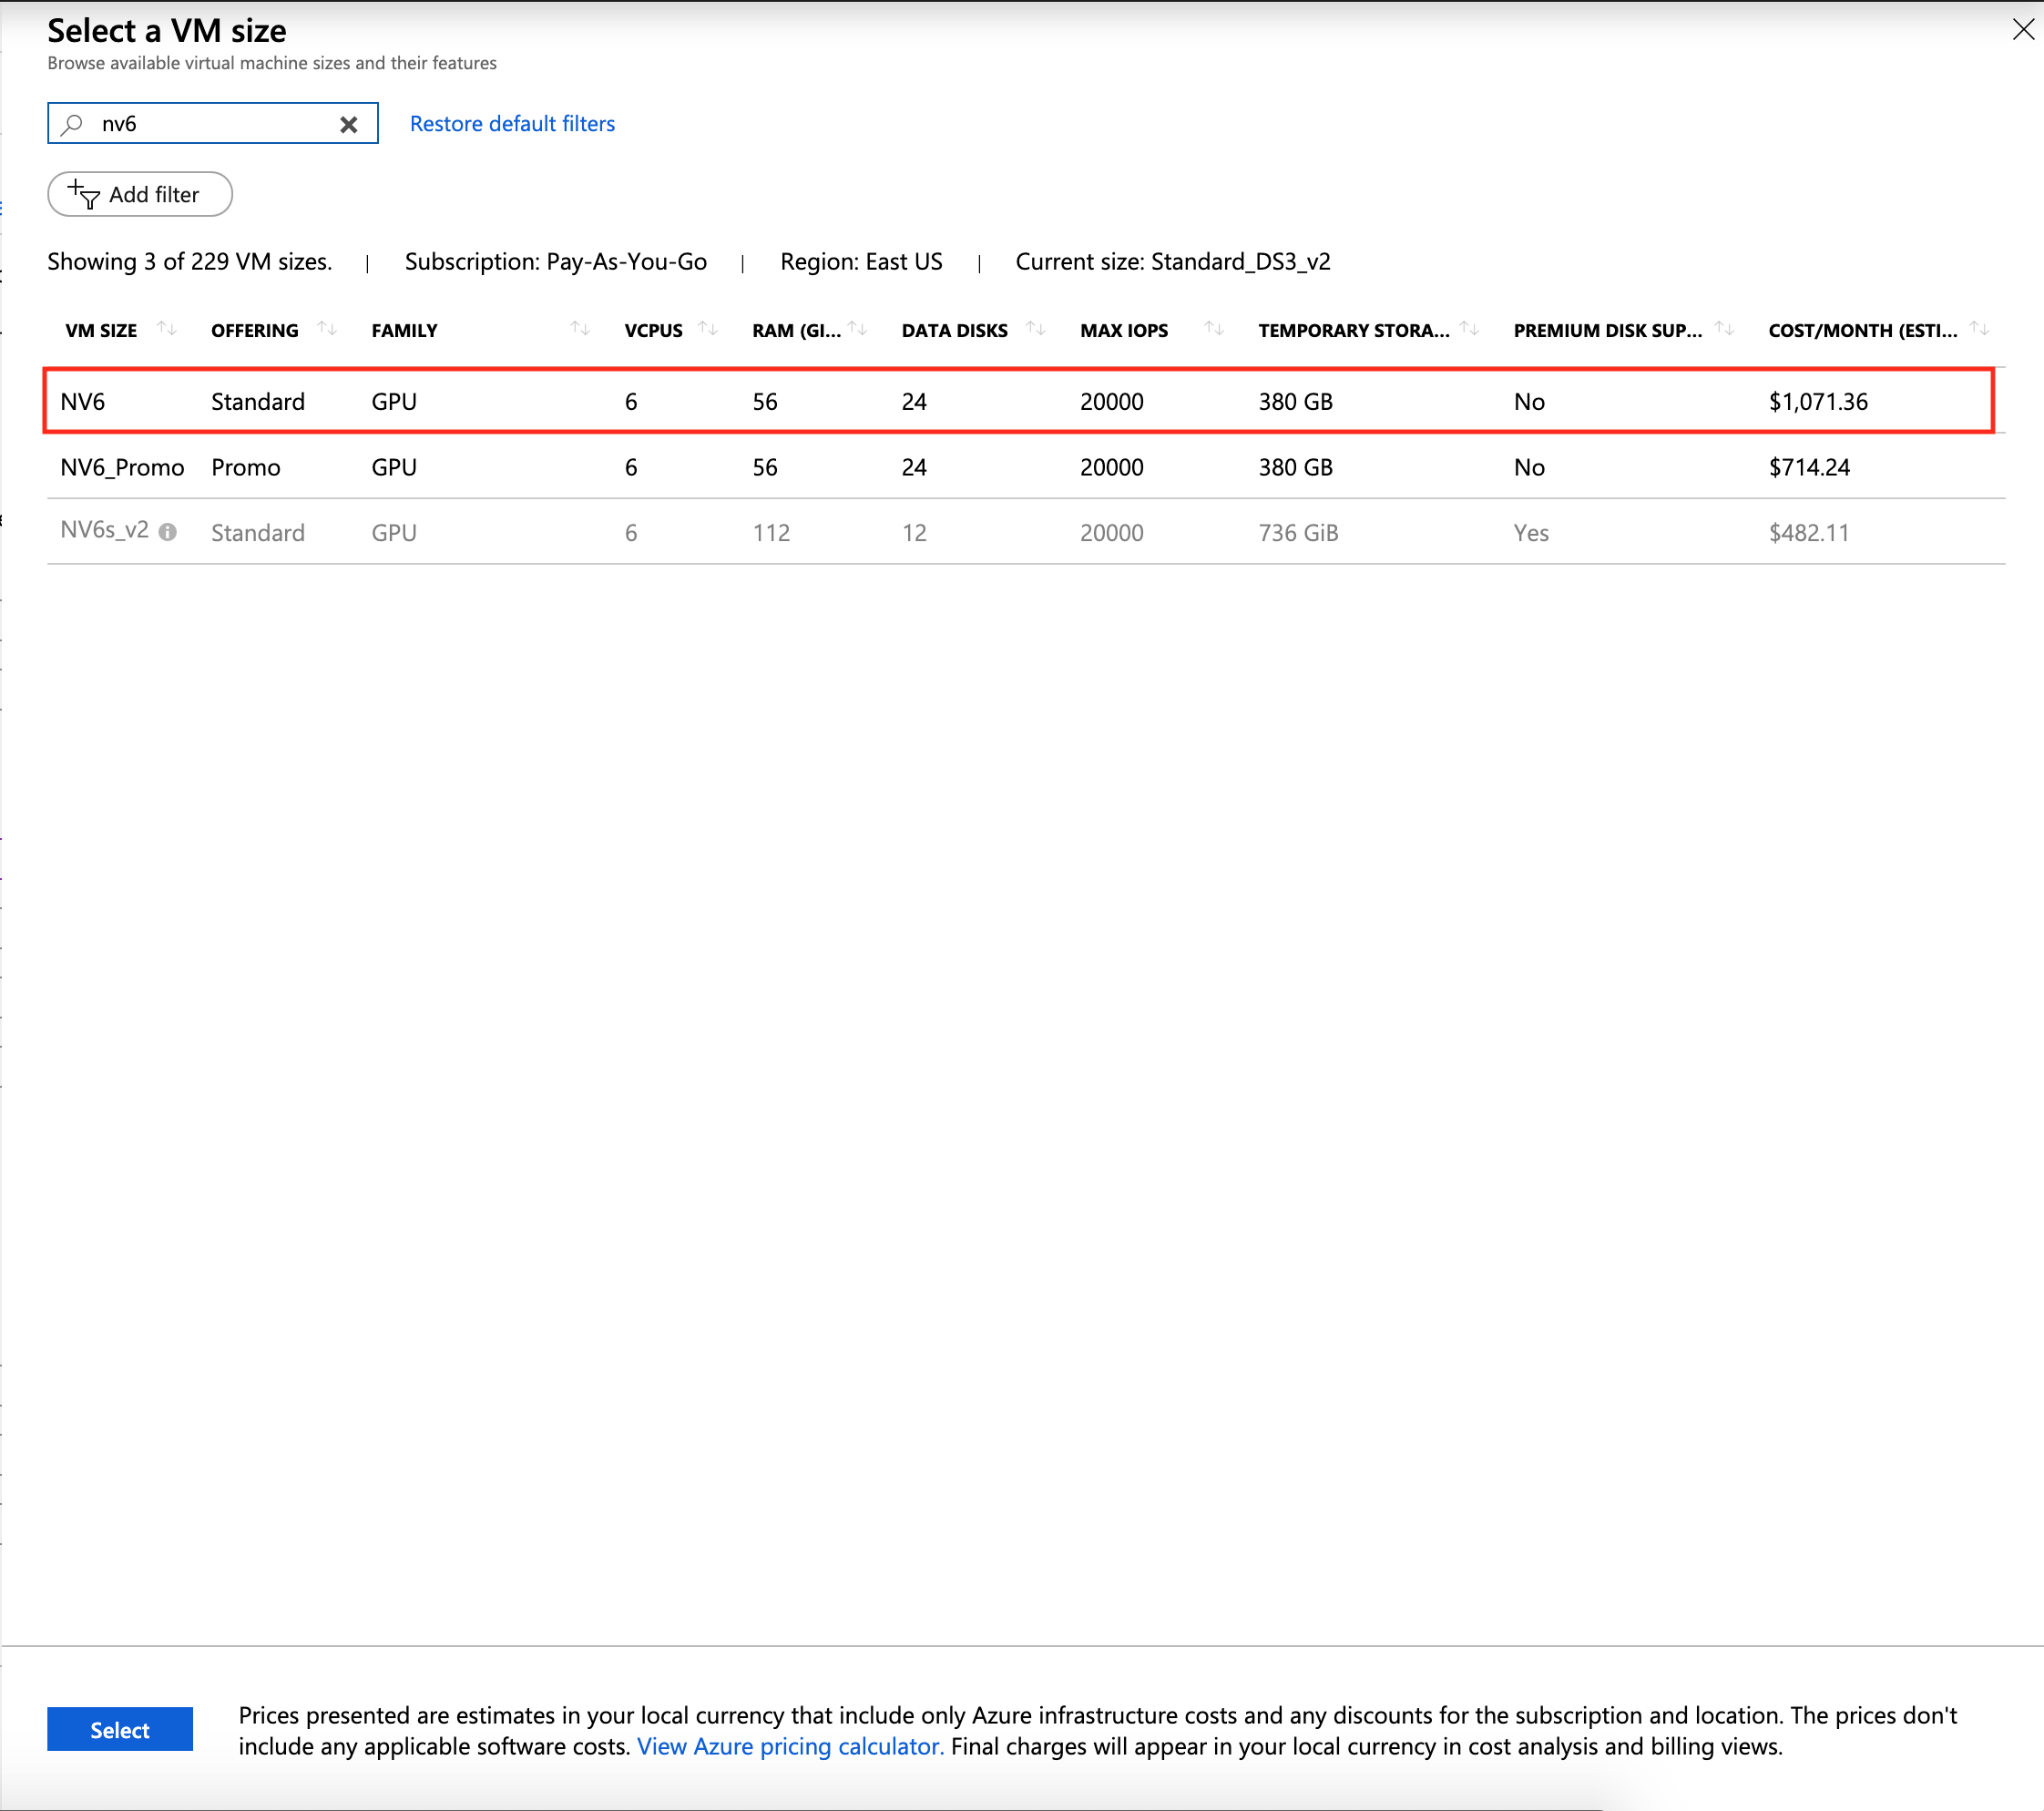 Select a VM size
Browse available virtual machine sizes and their features
nv6
Restore default filters
Add filter
Showing 3 of 229 VM sizes. | Subscription: Pay-As-You-Go | Region: East US | Current size: Standard_DS3_v2
VM SIZE OFFERING FAMILY VCPUS RAM (GI... DATA DISKS MAX IOPS TEMPORARY STORA... PREMIUM DISK SUP... COST/MONTH (ESTI...
NV6 Standard GPU 6 56 24 20000 380 GB No $1,071.36
NV6_Promo Promo GPU 6 56 24 20000 380 GB No $714.24
NV6s_v2 Standard GPU 6 112 12 20000 736 GiB Yes $482.11
Select
Prices presented are estimates in your local currency that include only Azure infrastructure costs and any discounts for the subscription and location. The prices don't
include any applicable software costs. View Azure pricing calculator. Final charges will appear in your local currency in cost analysis and billing views.